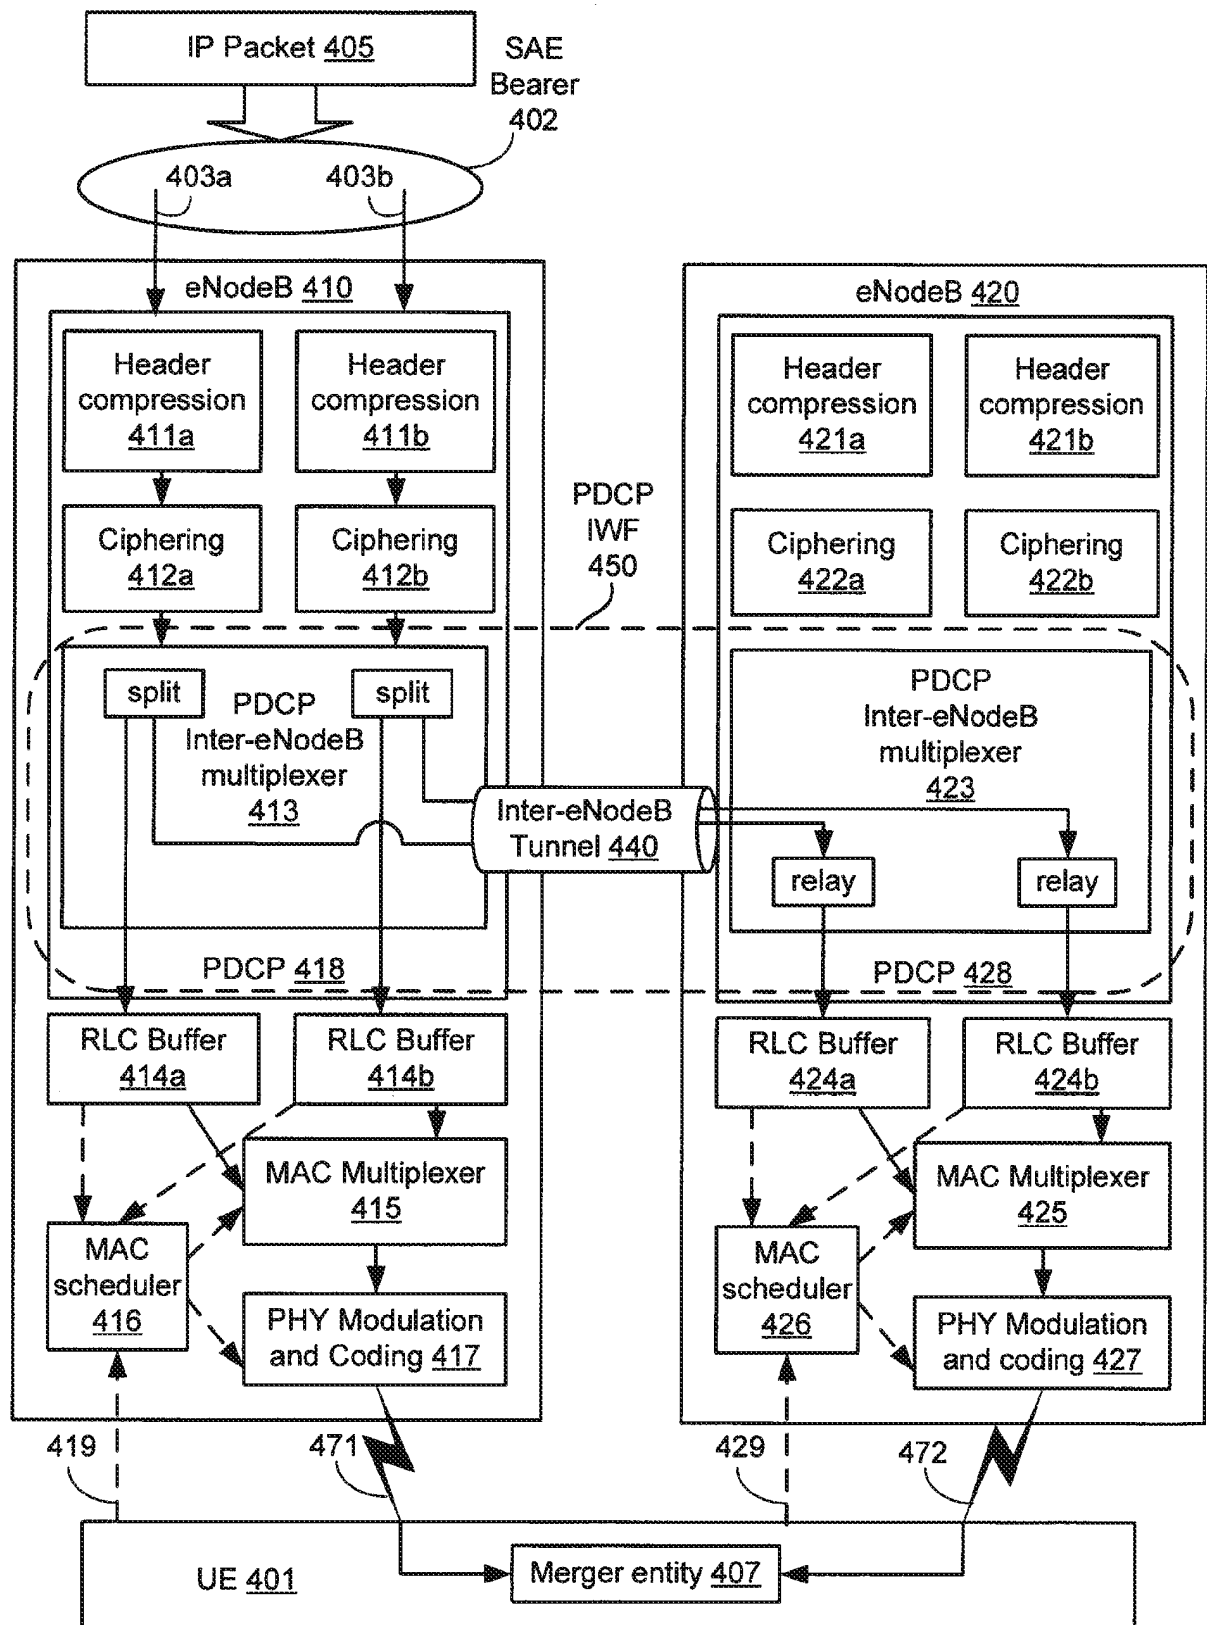 IP Packet 405
SAE
Bearer
402
403a
403b
eNodeB 410
Header
compression
411a
Header
compression
411b
Ciphering
412a
Ciphering
412b
split
split
PDCP
Inter-eNodeB
multiplexer
413
PDCP 418
RLC Buffer
414a
RLC Buffer
414b
MAC Multiplexer
415
MAC
scheduler
416
PHY Modulation
and Coding 417
PDCP
IWF
450
Inter-eNodeB
Tunnel 440
eNodeB 420
Header
compression
421a
Header
compression
421b
Ciphering
422a
Ciphering
422b
PDCP
Inter-eNodeB
multiplexer
423
relay
relay
PDCP 428
RLC Buffer
424a
RLC Buffer
424b
MAC Multiplexer
425
MAC
scheduler
426
PHY Modulation
and coding 427
419
471
429
472
UE 401
Merger entity 407